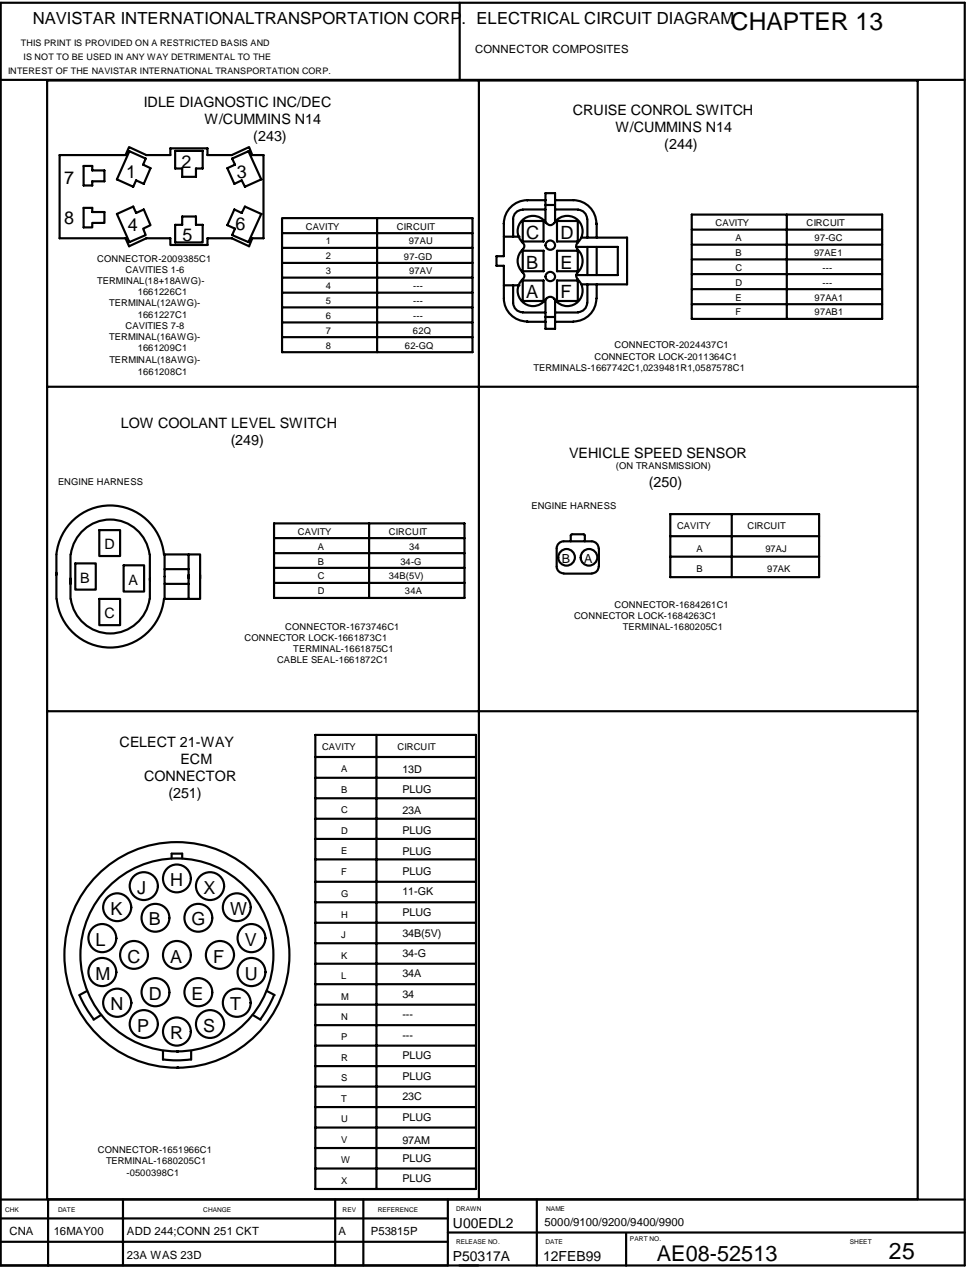 NAVISTAR INTERNATIONALTRANSPORTATION CORP.
THIS PRINT IS PROVIDED ON A RESTRICTED BASIS AND
IS NOT TO BE USED IN ANY WAY DETRIMENTAL TO THE
INTEREST OF THE NAVISTAR INTERNATIONAL TRANSPORTATION CORP.
ELECTRICAL CIRCUIT DIAGRAM
CHAPTER 13
CONNECTOR COMPOSITES
IDLE DIAGNOSTIC INC/DEC
W/CUMMINS N14
(243)
7 1 2 3
8 4 5 6
CONNECTOR-2009385C1
CAVITIES 1-6
TERMINAL(18+18AWG)-
1661226C1
TERMINAL(12AWG)-
1661227C1
CAVITIES 7-8
TERMINAL(16AWG)-
1661209C1
TERMINAL(18AWG)-
1661208C1
CAVITY CIRCUIT
1 97AU
2 97-GD
3 97AV
4 ---
5 ---
6 ---
7 62Q
8 62-GQ
CRUISE CONROL SWITCH
W/CUMMINS N14
(244)
C D
B E
A F
CAVITY CIRCUIT
A 97-GC
B 97AE1
C ---
D ---
E 97AA1
F 97AB1
CONNECTOR-2024437C1
CONNECTOR LOCK-2011364C1
TERMINALS-1667742C1,0239481R1,0587578C1
LOW COOLANT LEVEL SWITCH
(249)
ENGINE HARNESS
D
B A
C
CAVITY CIRCUIT
A 34
B 34-G
C 34B(5V)
D 34A
CONNECTOR-1673746C1
CONNECTOR LOCK-1661873C1
TERMINAL-1661875C1
CABLE SEAL-1661872C1
VEHICLE SPEED SENSOR
(ON TRANSMISSION)
(250)
ENGINE HARNESS
B A
CAVITY CIRCUIT
A 97AJ
B 97AK
CONNECTOR-1684261C1
CONNECTOR LOCK-1684263C1
TERMINAL-1680205C1
CELECT 21-WAY
ECM
CONNECTOR
(251)
J H X
K B G W
L C A F V
M D E U
N P R S T
CONNECTOR-1651966C1
TERMINAL-1680205C1
-0500398C1
CAVITY CIRCUIT
A 13D
B PLUG
C 23A
D PLUG
E PLUG
F PLUG
G 11-GK
H PLUG
J 34B(5V)
K 34-G
L 34A
M 34
N ---
P ---
R PLUG
S PLUG
T 23C
U PLUG
V 97AM
W PLUG
X PLUG
CHK DATE CHANGE REV REFERENCE
CNA 16MAY00 ADD 244;CONN 251 CKT A P53815P
23A WAS 23D
DRAWN
U00EDL2
NAME
5000/9100/9200/9400/9900
RELEASE NO.
P50317A
DATE
12FEB99
PART NO.
AE08-52513
SHEET 25